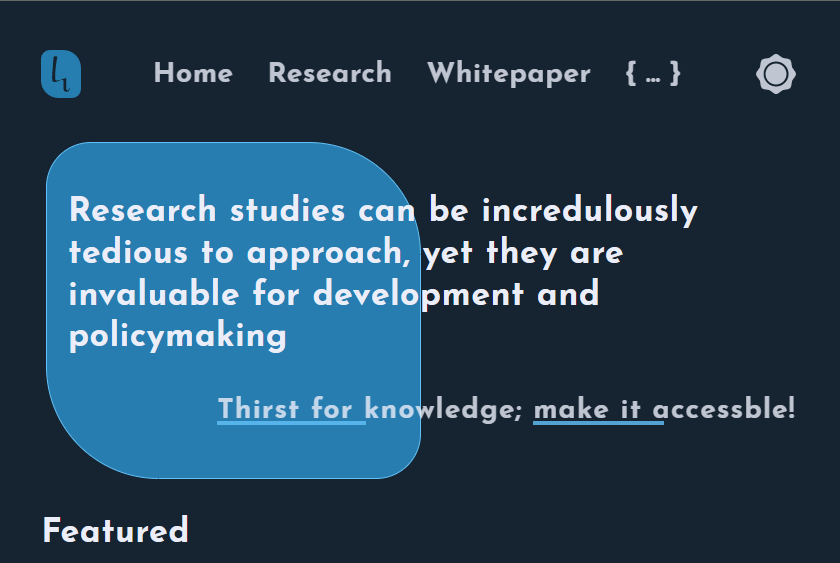 Home Research Whitepaper { ... }
Research studies can be incredulously
tedious to approach, yet they are
invaluable for development and
policymaking
Thirst for knowledge; make it accessble!
Featured